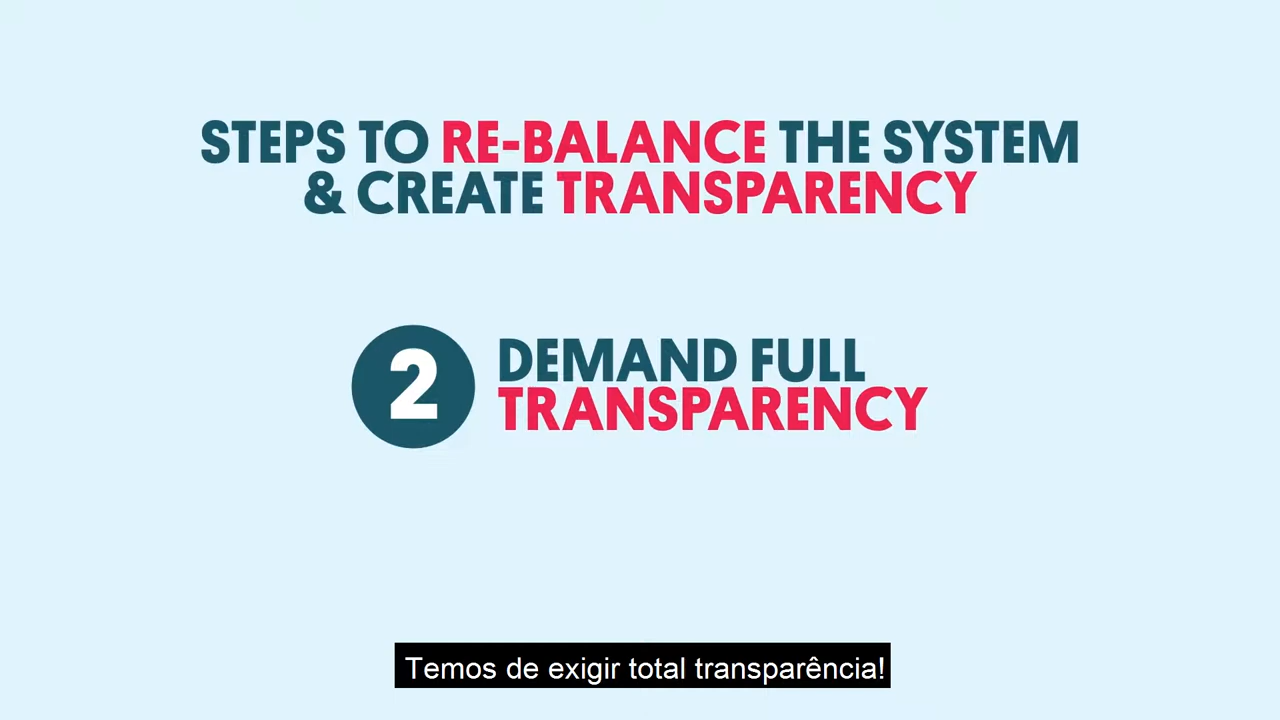 STEPS TO RE-BALANCE THE SYSTEM
& CREATE TRANSPARENCY
2
DEMAND FULL
TRANSPARENCY
Temos de exigir total transparência!